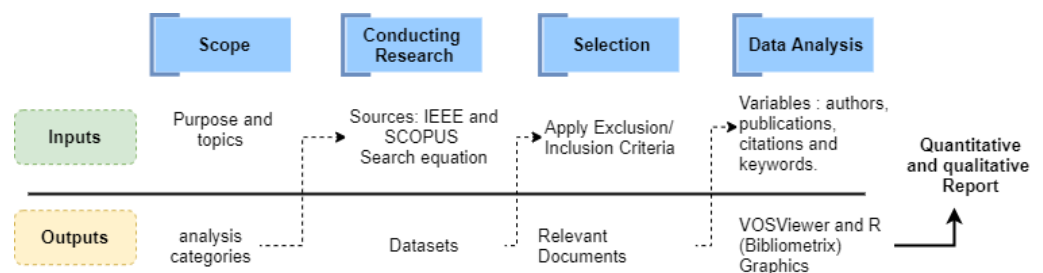 Scope
Conducting
Research
Selection
Data Analysis
Inputs
Purpose and
topics
Sources: IEEE and
SCOPUS
Search equation
Apply Exclusion/
Inclusion Criteria
Variables : authors,
publications,
citations and
keywords.
Quantitative
and qualitative
Report
Outputs
analysis
categories
Datasets
Relevant
Documents
VOSViewer and R
(Bibliometrix)
Graphics